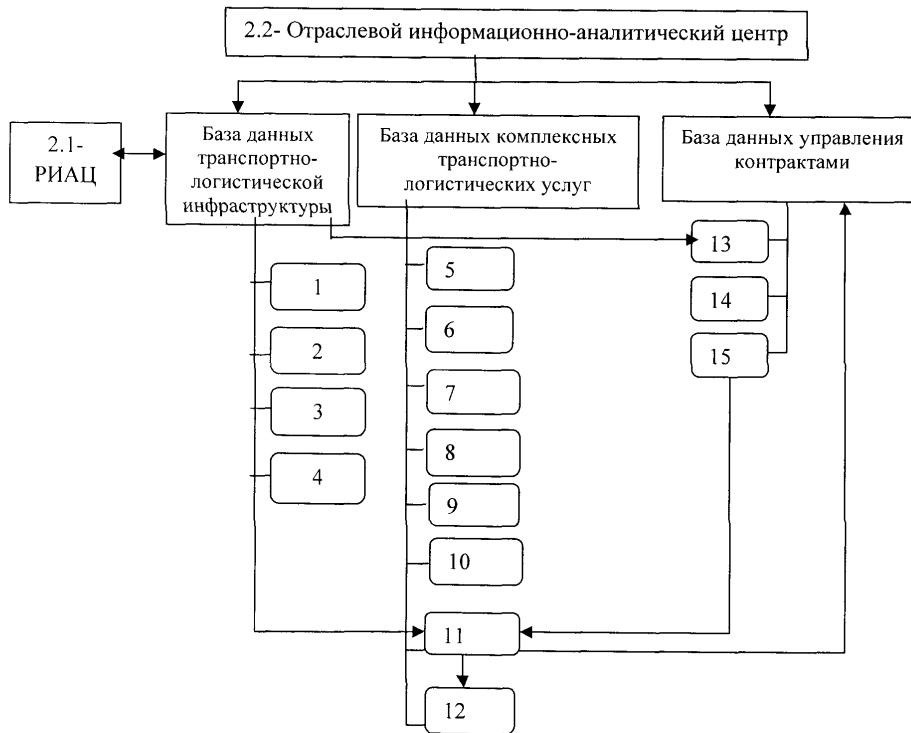 2.2- Отраслевой информационно-аналитический центр
2.1-
РИАЦ
База данных
транспортно-
логистической
инфраструктуры
База данных комплексных
транспортно-
логистических услуг
База данных управления
контрактами
1
2
3
4
5
6
7
8
9
10
11
12
13
14
15